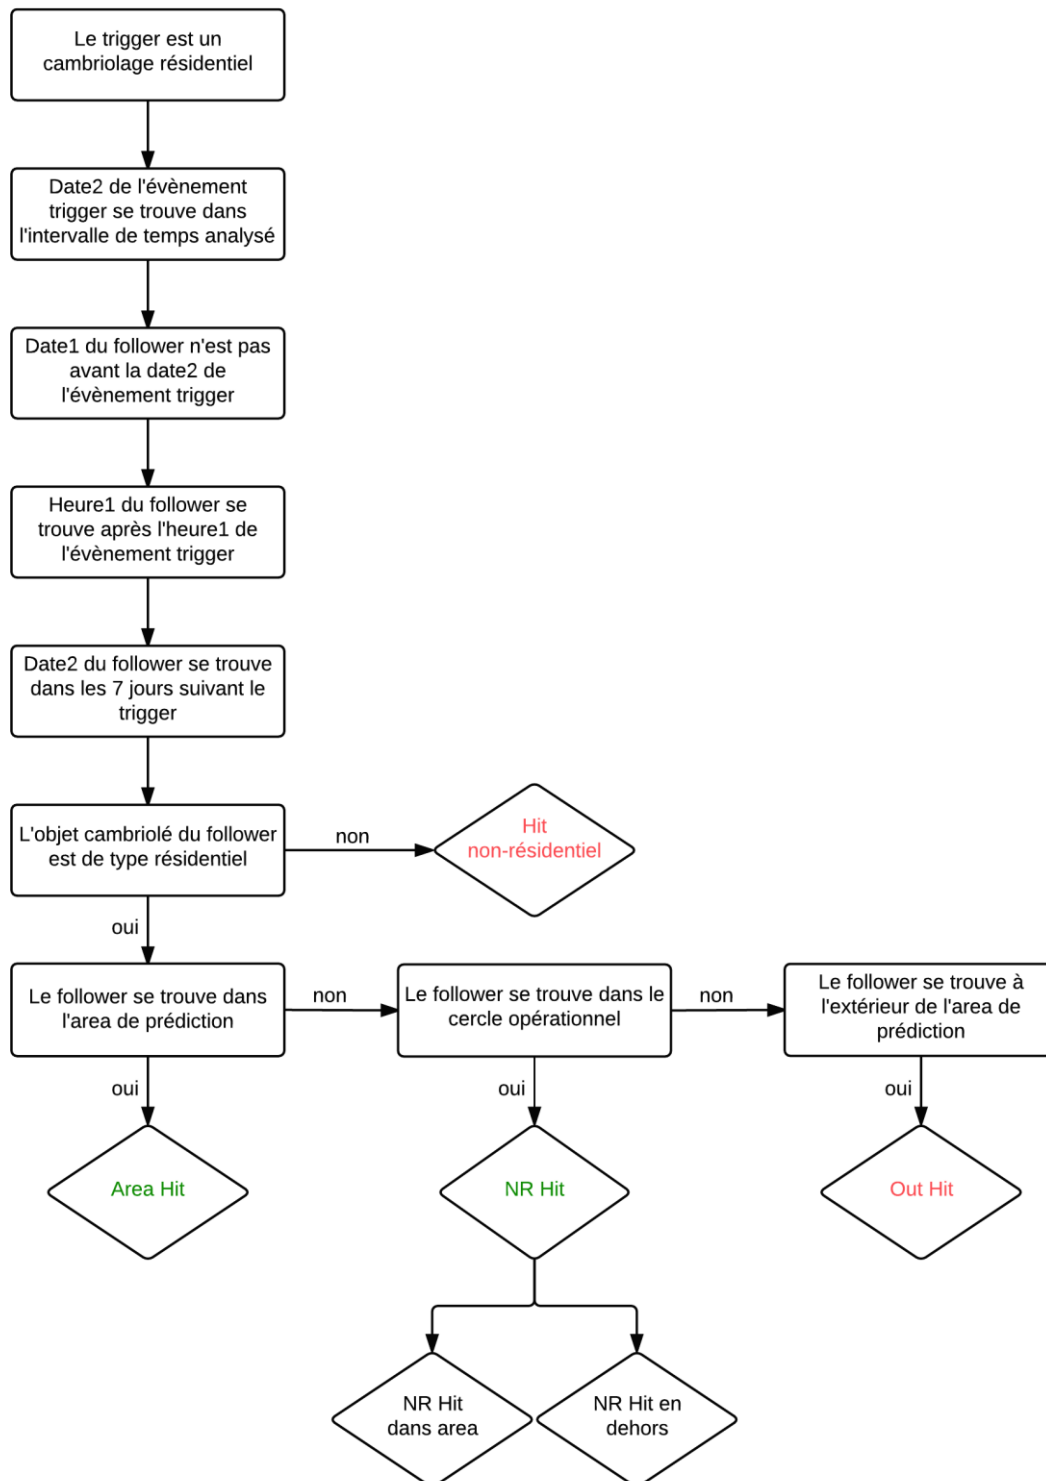 Le trigger est un
cambriolage résidentiel
Date2 de l'évènement
trigger se trouve dans
l'intervalle de temps analysé
Date1 du follower n'est pas
avant la date2 de
l'évènement trigger
Heure1 du follower se
trouve après l'heure1 de
l'évènement trigger
Date2 du follower se trouve
dans les 7 jours suivant le
trigger
L'objet cambriolé du follower
est de type résidentiel
non
Hit
non-résidentiel
oui
Le follower se trouve dans
l'area de prédiction
non
Le follower se trouve dans le
cercle opérationnel
non
Le follower se trouve à
l'extérieur de l'area de
prédiction
oui
oui
oui
Area Hit
NR Hit
Out Hit
NR Hit
dans area
NR Hit en
dehors